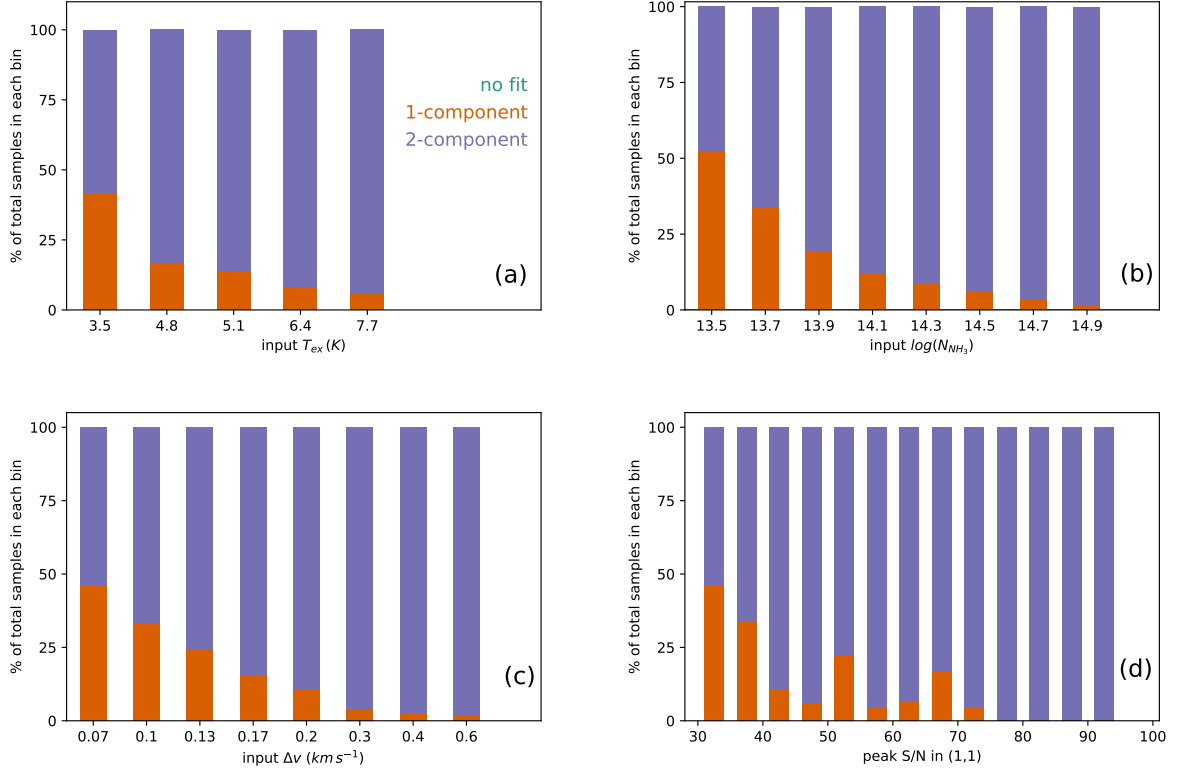 % of total samples in each bin
100
75
50
25
0
no fit
1-component
2-component
(a)
3.5 4.8 5.1 6.4 7.7
input T_ex (K)
% of total samples in each bin
100
75
50
25
0
(b)
13.5 13.7 13.9 14.1 14.3 14.5 14.7 14.9
input log(N_NH₃)
% of total samples in each bin
100
75
50
25
0
(c)
0.07 0.1 0.13 0.17 0.2 0.3 0.4 0.6
input Δv (km s⁻¹)
% of total samples in each bin
100
75
50
25
0
(d)
30 40 50 60 70 80 90 100
peak S/N in (1,1)